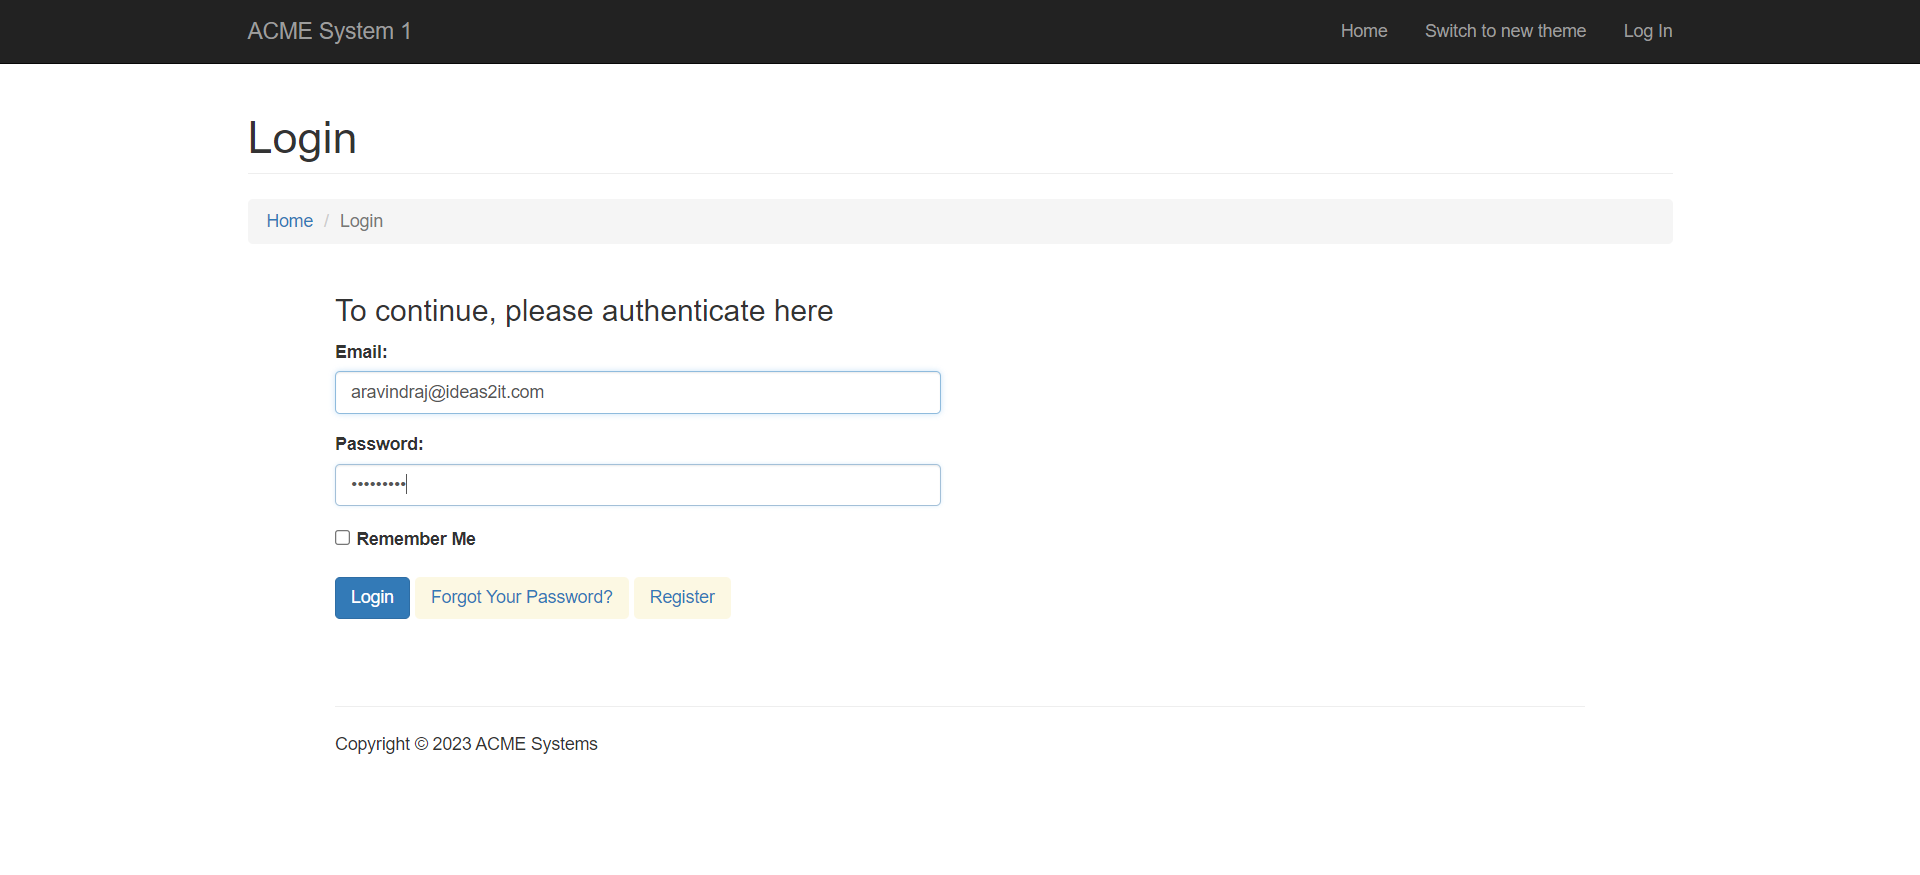 ACME System 1 Home Switch to new theme Log In
Login
Home / Login
To continue, please authenticate here
Email:
aravindraj@ideas2it.com
Password:
•••••••••
Remember Me
Login Forgot Your Password? Register
Copyright © 2023 ACME Systems